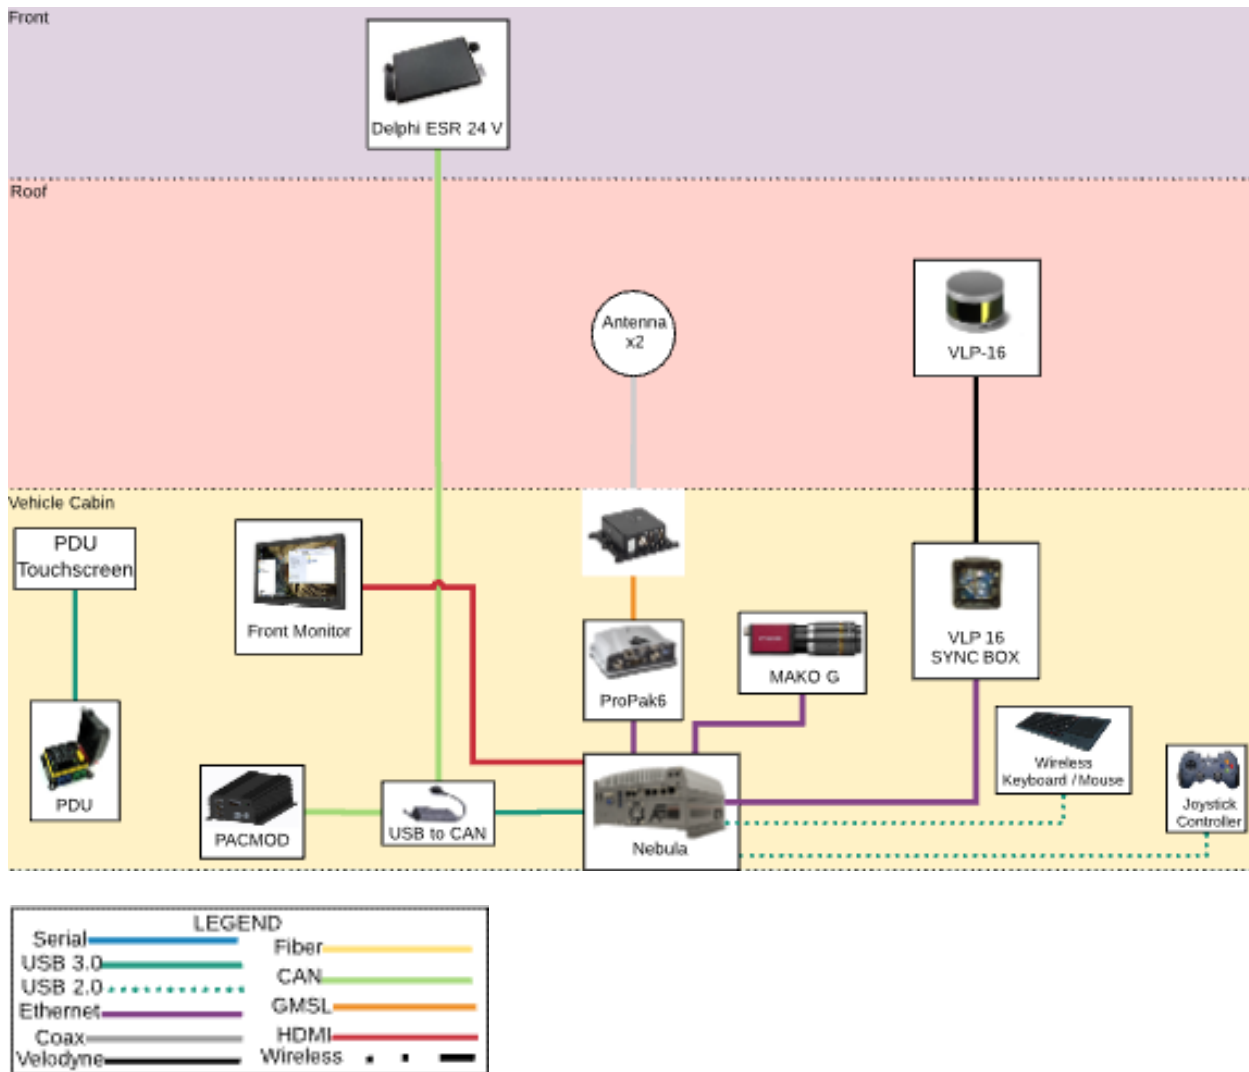 Front
Delphi ESR 24 V
Roof
Antenna
x2
VLP-16
Vehicle Cabin
PDU
Touchscreen
Front Monitor
VLP 16
SYNC BOX
MAKO G
ProPak6
Wireless
Keyboard / Mouse
PDU
PACMOD
USB to CAN
Nebula
Joystick
Controller
LEGEND
Serial
USB 3.0
USB 2.0
Ethernet
Coax
Velodyne
Fiber
CAN
GMSL
HDMI
Wireless